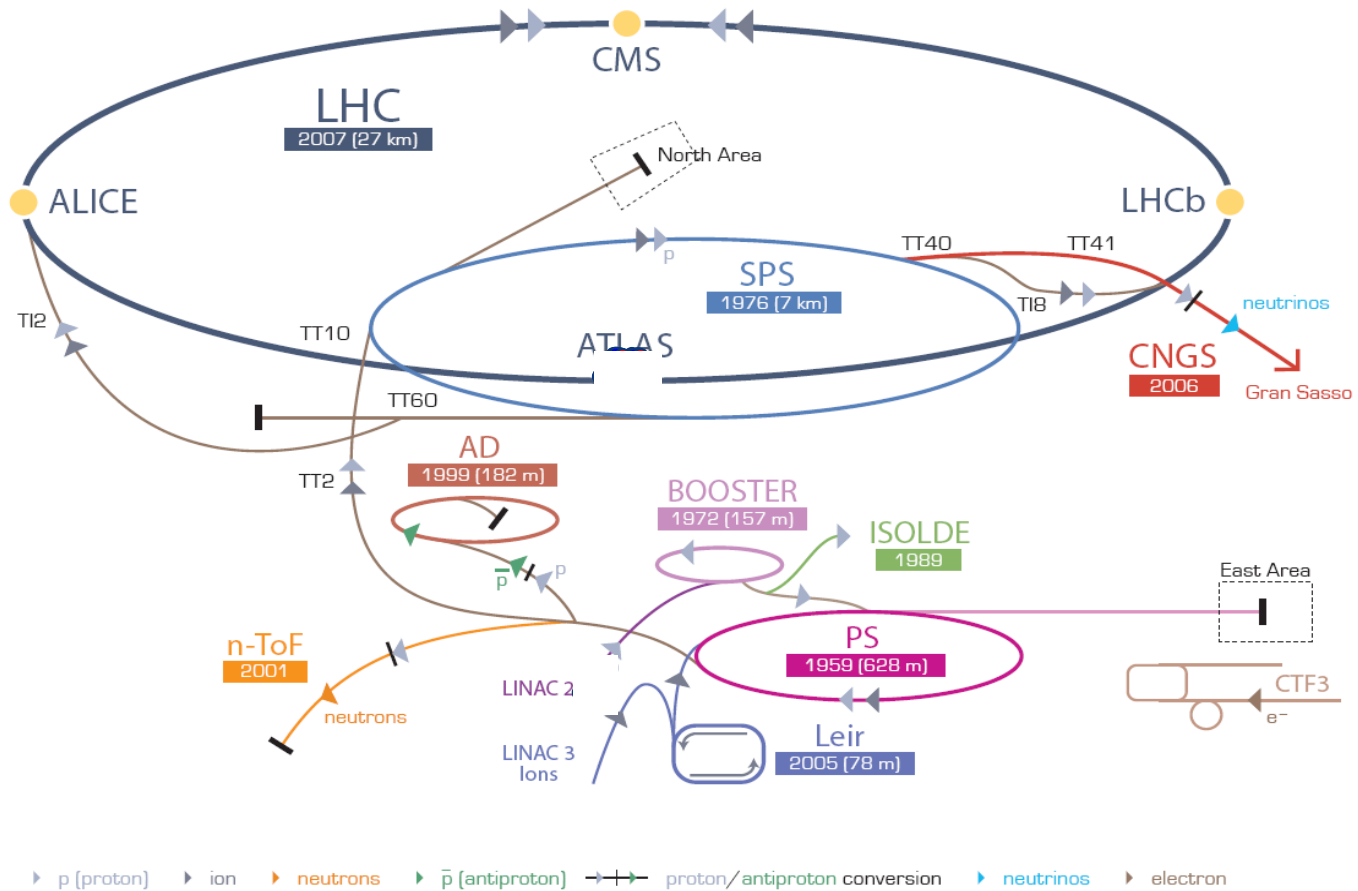 CMS
LHC
2007 (27 km)
North Area
ALICE
LHCb
TT40
TT41
p
SPS
1976 (7 km)
TI8
neutrinos
TI2
TT10
ATLAS
CNGS
2006
Gran Sasso
TT60
AD
1999 (182 m)
TT2
BOOSTER
1972 (157 m)
ISOLDE
1989
p̅
p
East Area
n-ToF
2001
PS
1959 (628 m)
LINAC 2
neutrons
CTF3
e⁻
LINAC 3
Ions
Leir
2005 (78 m)
p (proton)
ion
neutrons
p̅ (antiproton)
proton/antiproton conversion
neutrinos
electron